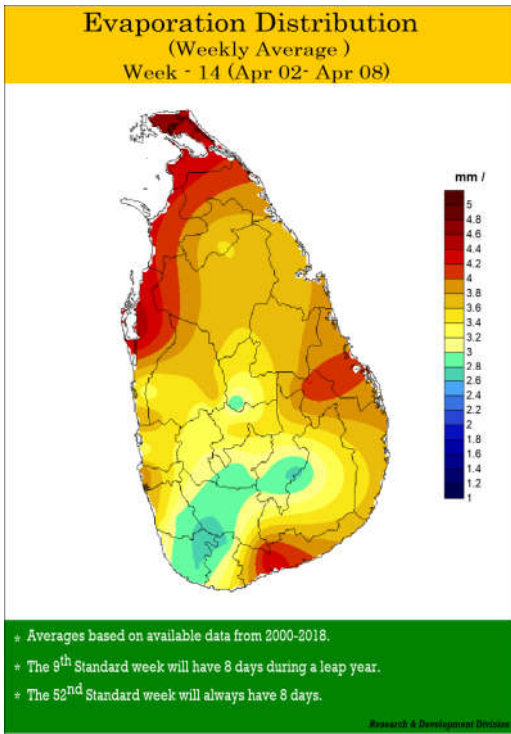 Evaporation Distribution
(Weekly Average )
Week - 14 (Apr 02- Apr 08)
mm /
5
4.8
4.6
4.4
4.2
4
3.8
3.6
3.4
3.2
3
2.8
2.6
2.4
2.2
2
1.8
1.6
1.4
1.2
1
* Averages based on available data from 2000-2018.
* The 9th Standard week will have 8 days during a leap year.
* The 52nd Standard week will always have 8 days.
Research & Development Division